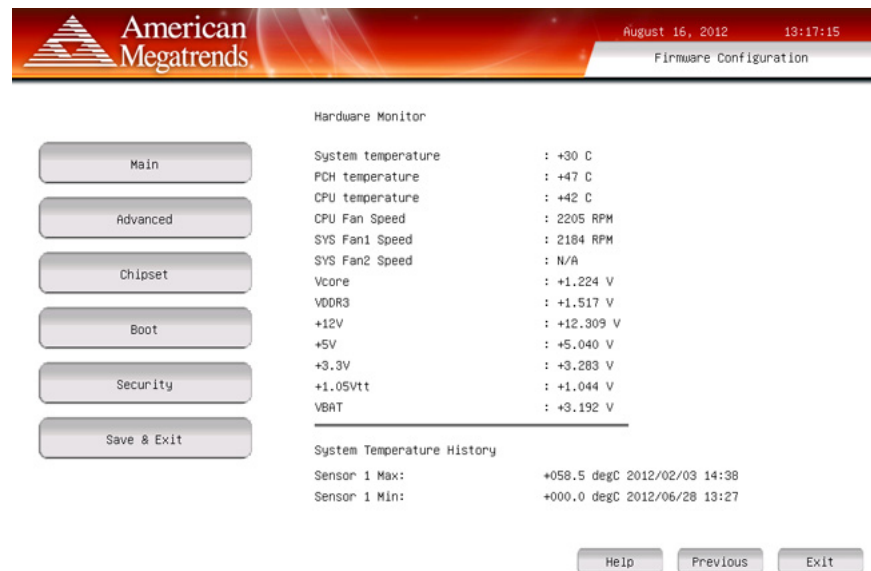 American
Megatrends
August 16, 2012 13:17:15
Firmware Configuration
Hardware Monitor
Main
Advanced
Chipset
Boot
Security
Save & Exit
System temperature : +30 C
PCH temperature : +47 C
CPU temperature : +42 C
CPU Fan Speed : 2205 RPM
SYS Fan1 Speed : 2184 RPM
SYS Fan2 Speed : N/A
Vcore : +1.224 V
VDDR3 : +1.517 V
+12V : +12.309 V
+5V : +5.040 V
+3.3V : +3.283 V
+1.05Vtt : +1.044 V
VBAT : +3.192 V
System Temperature History
Sensor 1 Max: +058.5 degC 2012/02/03 14:38
Sensor 1 Min: +000.0 degC 2012/06/28 13:27
Help Previous Exit